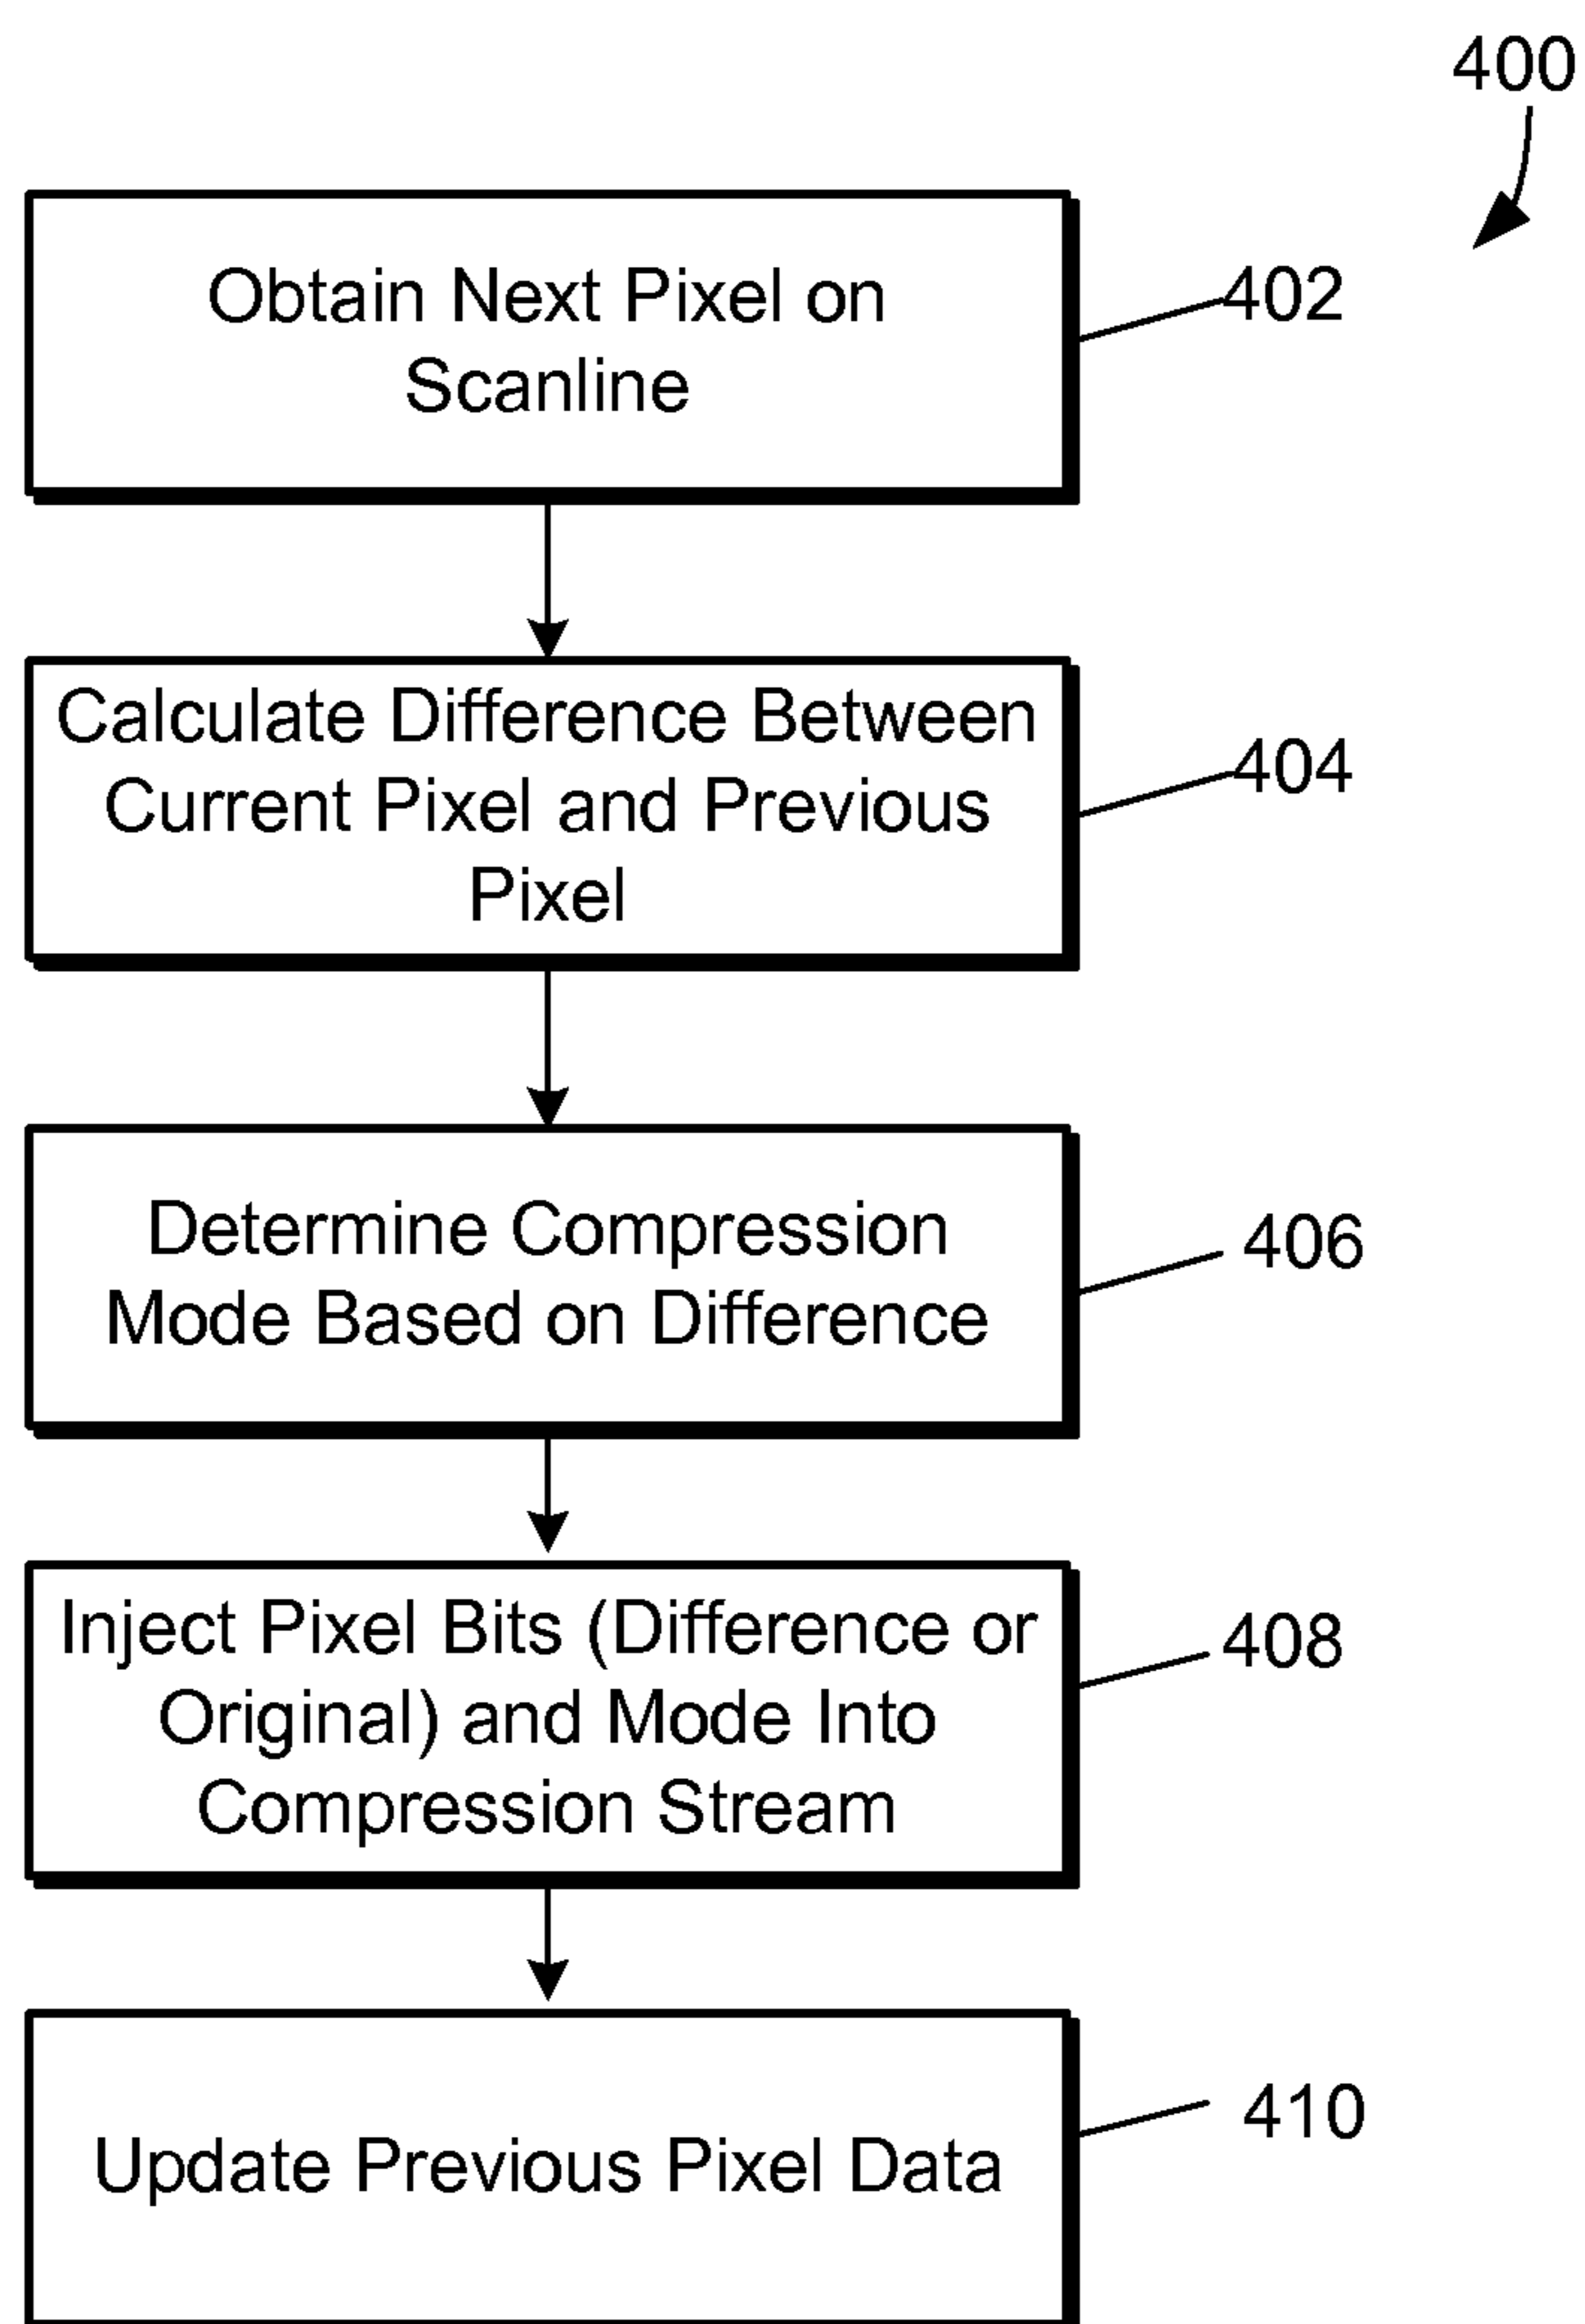 400
Obtain Next Pixel on
Scanline
402
Calculate Difference Between
Current Pixel and Previous
Pixel
404
Determine Compression
Mode Based on Difference
406
Inject Pixel Bits (Difference or
Original) and Mode Into
Compression Stream
408
Update Previous Pixel Data
410